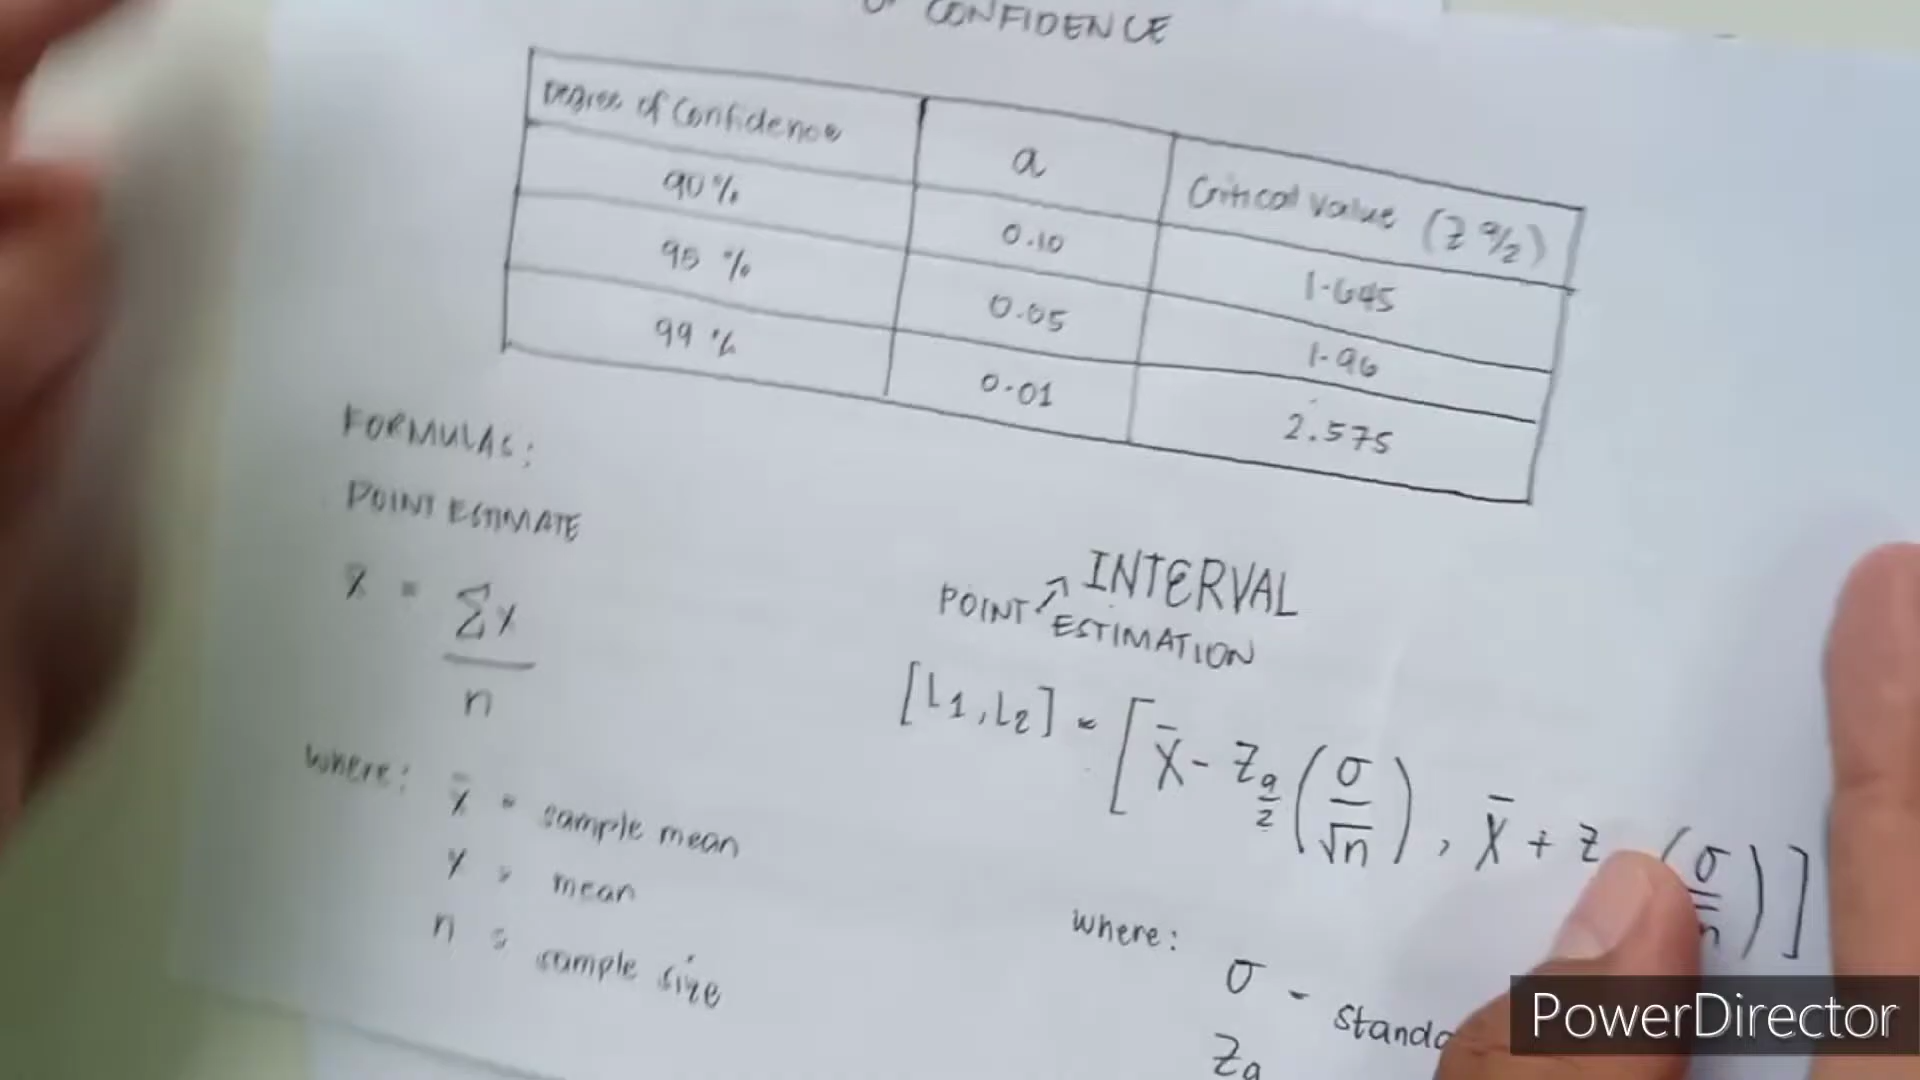 CONFIDENCE
Degree of Confidence a Critical Value (Z a/2)
90% 0.10 1.645
95 % 0.05 1.96
99 % 0.01 2.575
FORMULAS:
POINT ESTIMATE
x̄ = Σx
n
where: x̄ = sample mean
x = mean
n = sample size
INTERVAL
POINT ↗ ESTIMATION
[L1, L2] = [X̄ - Z a/2 (σ/√n), X̄ + Z (σ/n)]
where:
σ - standa
Za
PowerDirector